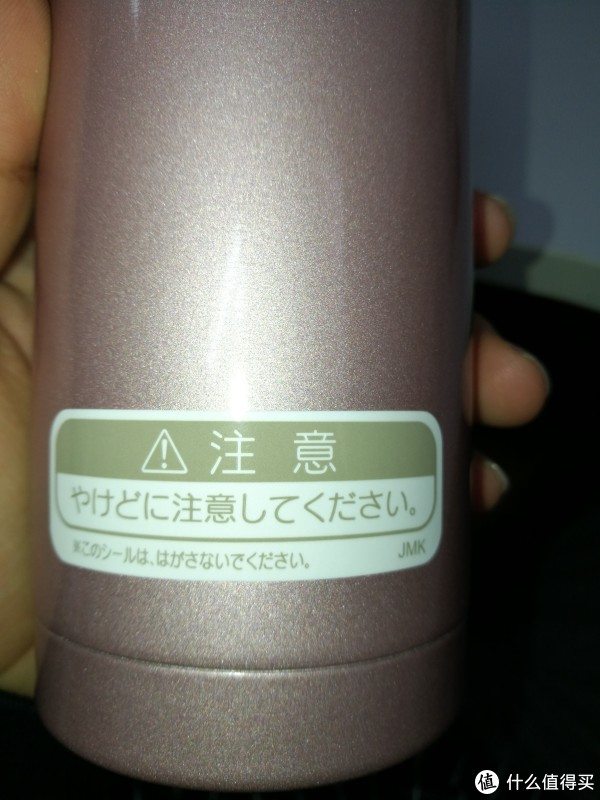 ⚠注意
やけどに注意してください。
※このシールは、はがさないでください。 JMK
值 什么值得买